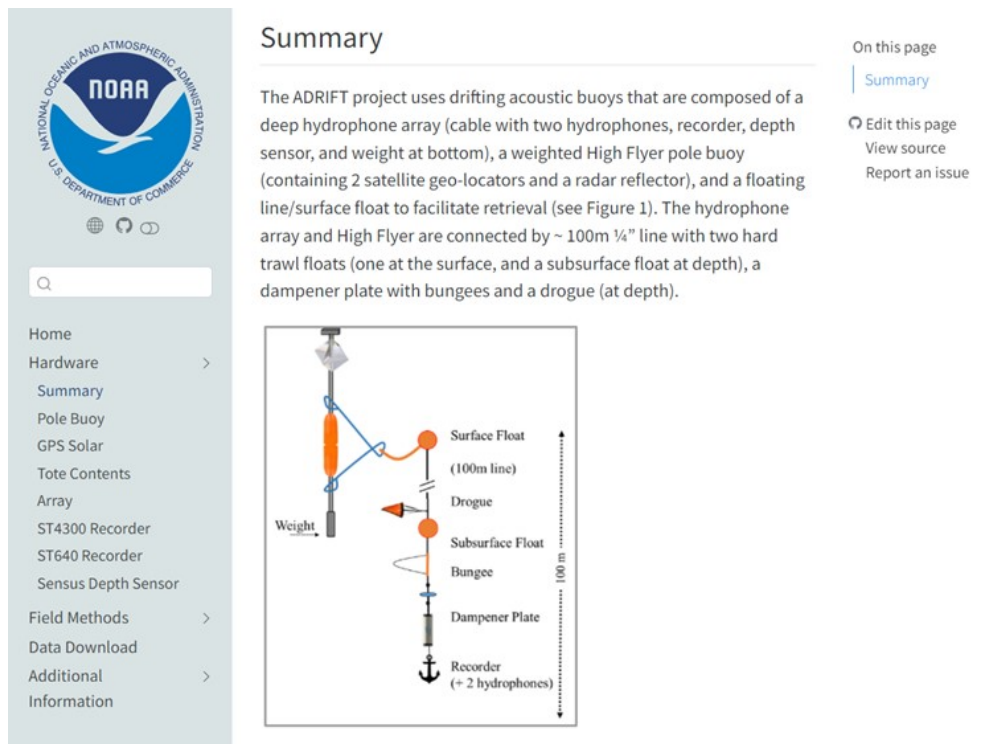 NATIONAL OCEANIC AND ATMOSPHERIC ADMINISTRATION
NOAA
U.S. DEPARTMENT OF COMMERCE
Home
Hardware
Summary
Pole Buoy
GPS Solar
Tote Contents
Array
ST4300 Recorder
ST640 Recorder
Sensus Depth Sensor
Field Methods
Data Download
Additional
Information
Summary
The ADRIFT project uses drifting acoustic buoys that are composed of a
deep hydrophone array (cable with two hydrophones, recorder, depth
sensor, and weight at bottom), a weighted High Flyer pole buoy
(containing 2 satellite geo-locators and a radar reflector), and a floating
line/surface float to facilitate retrieval (see Figure 1). The hydrophone
array and High Flyer are connected by ~ 100m ¼” line with two hard
trawl floats (one at the surface, and a subsurface float at depth), a
dampener plate with bungees and a drogue (at depth).
Surface Float
(100m line)
Drogue
Weight
Subsurface Float
Bungee
100 m
Dampener Plate
Recorder
(+ 2 hydrophones)
On this page
Summary
Edit this page
View source
Report an issue